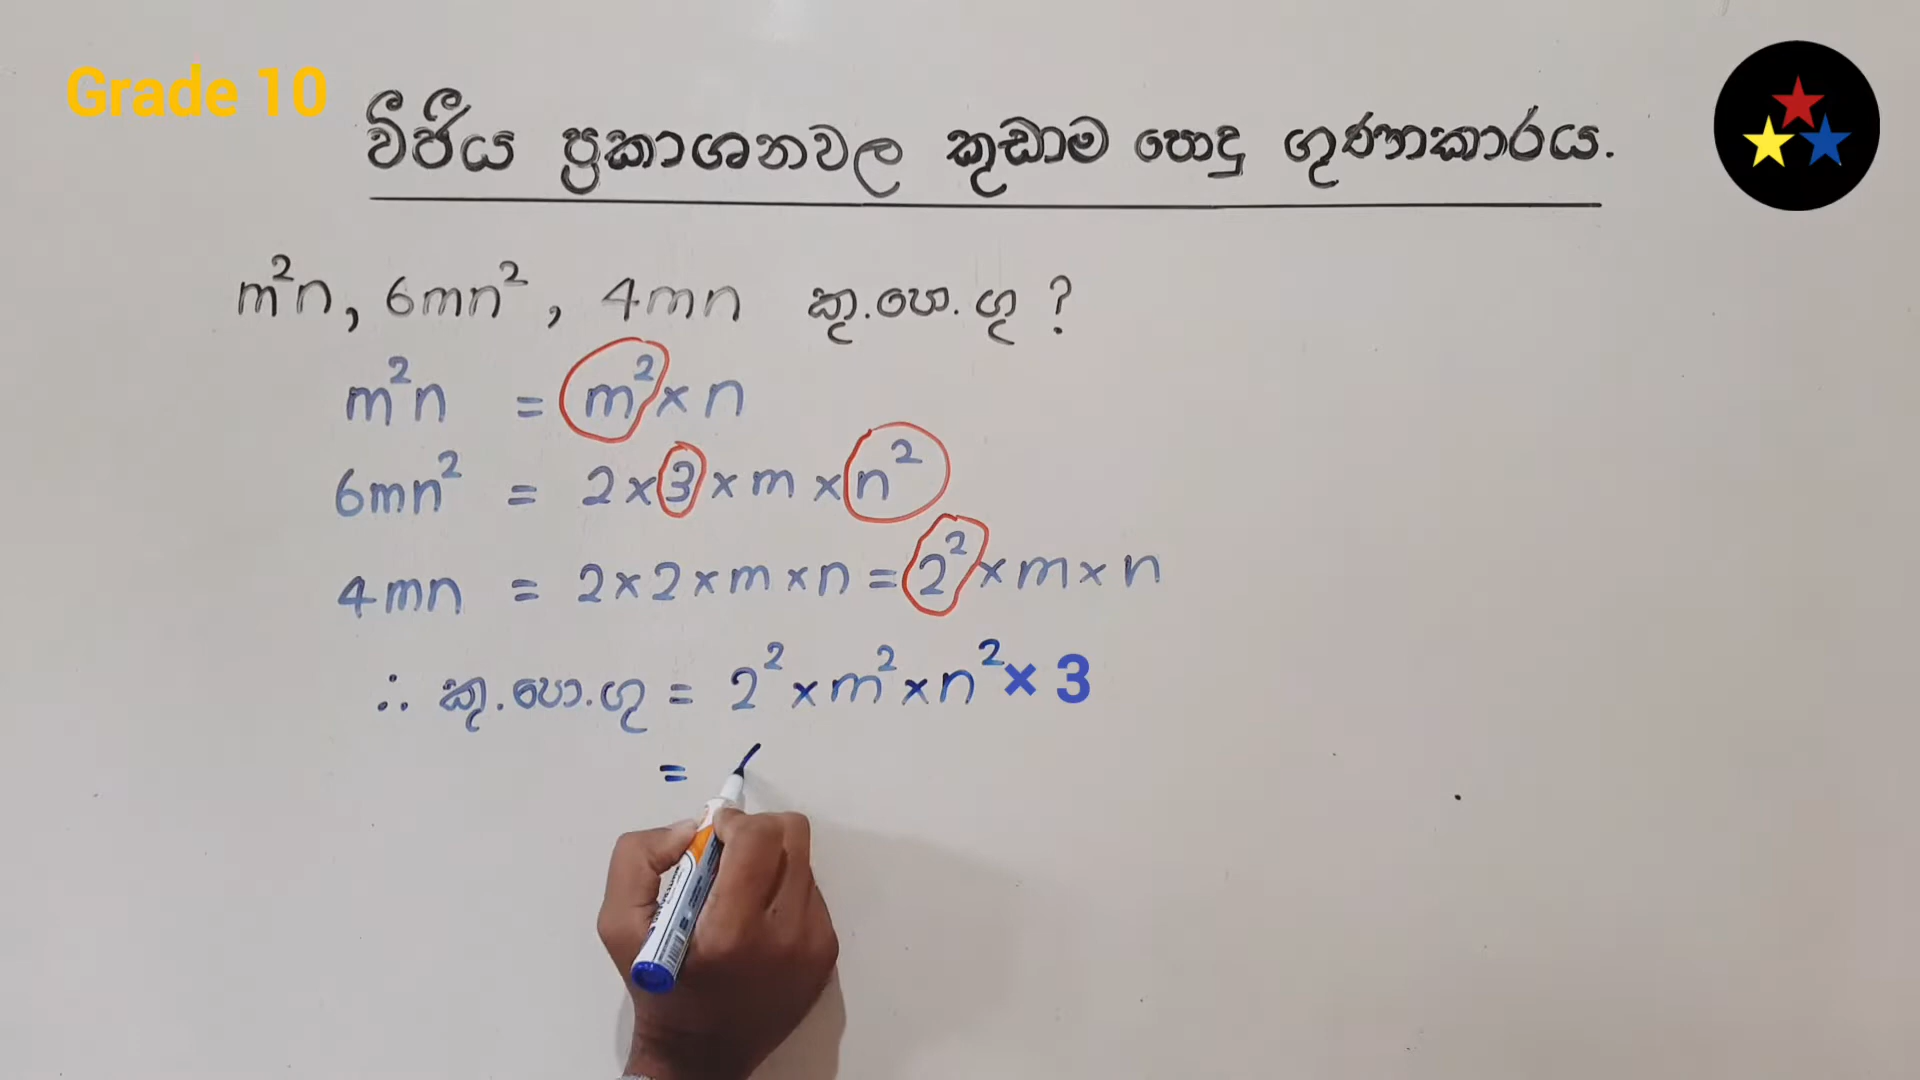 Grade 10
වීජීය ප්‍රකාශනවල කුඩාම පොදු ගුණාකාරය.
m²n, 6mn², 4mn කු.පො.ගු ?
m²n = m² × n
6mn² = 2 × 3 × m × n²
4mn = 2 × 2 × m × n = 2² × m × n
∴ කු.පො.ගු = 2² × m² × n² × 3
=